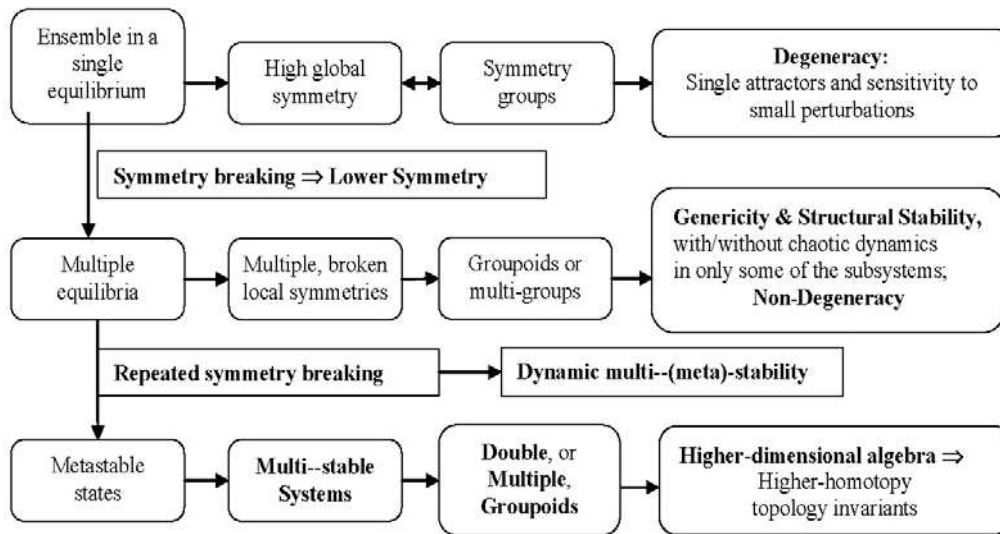 Ensemble in a
single
equilibrium
High global
symmetry
Symmetry
groups
Degeneracy:
Single attractors and sensitivity to
small perturbations
Symmetry breaking ⇒ Lower Symmetry
Multiple
equilibria
Multiple, broken
local symmetries
Groupoids or
multi-groups
Genericity & Structural Stability,
with/without chaotic dynamics
in only some of the subsystems;
Non-Degeneracy
Repeated symmetry breaking
Dynamic multi--(meta)-stability
Metastable
states
Multi--stable
Systems
Double, or
Multiple,
Groupoids
Higher-dimensional algebra ⇒
Higher-homotopy
topology invariants